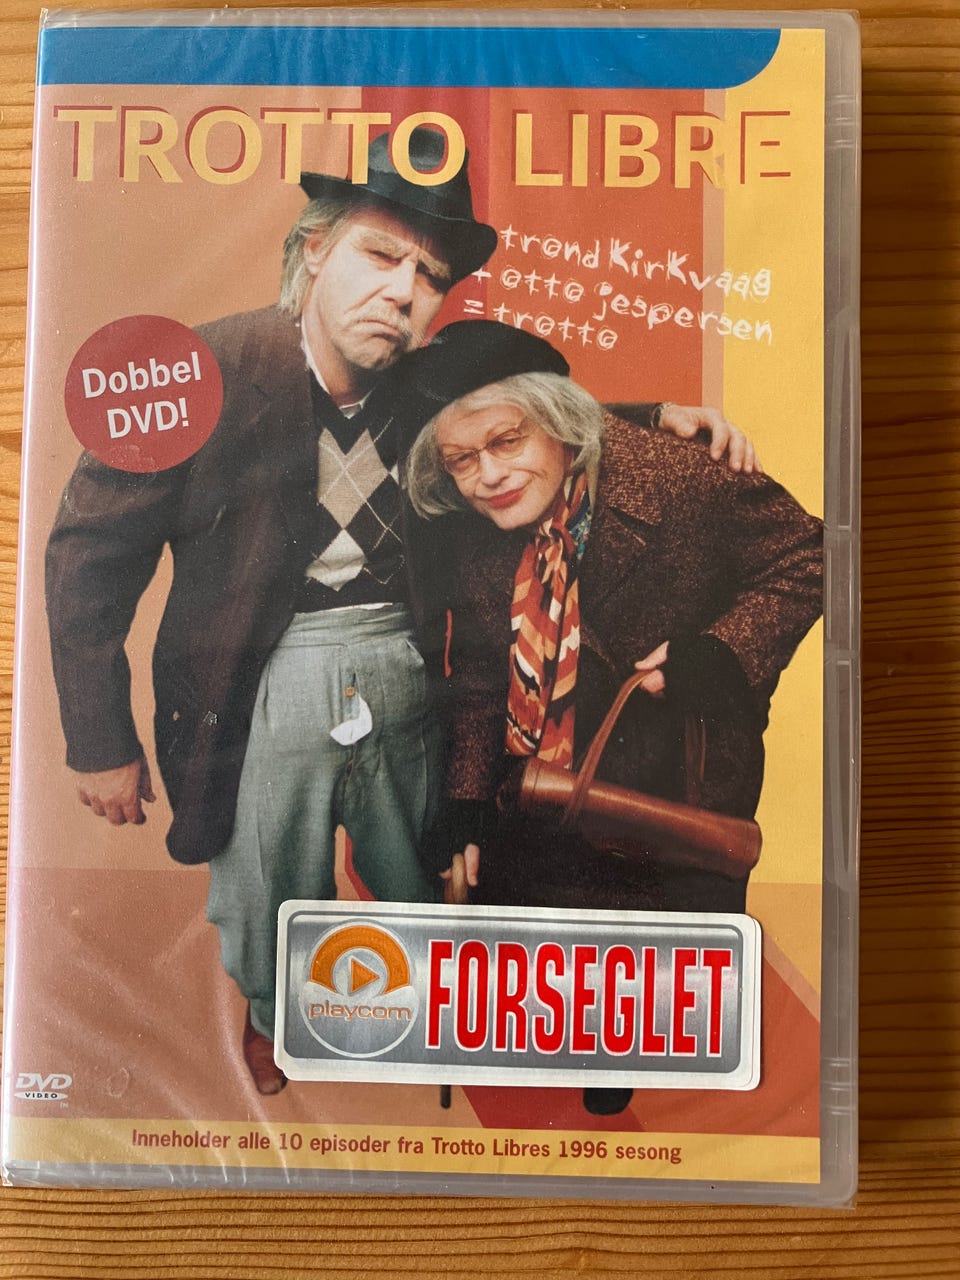 TROTTO LIBRE
trond Kirkvaag
+ otto jespersen
= trotto
Dobbel
DVD!
playcom
FORSEGLET
DVD
VIDEO
TM
Inneholder alle 10 episoder fra Trotto Libres 1996 sesong